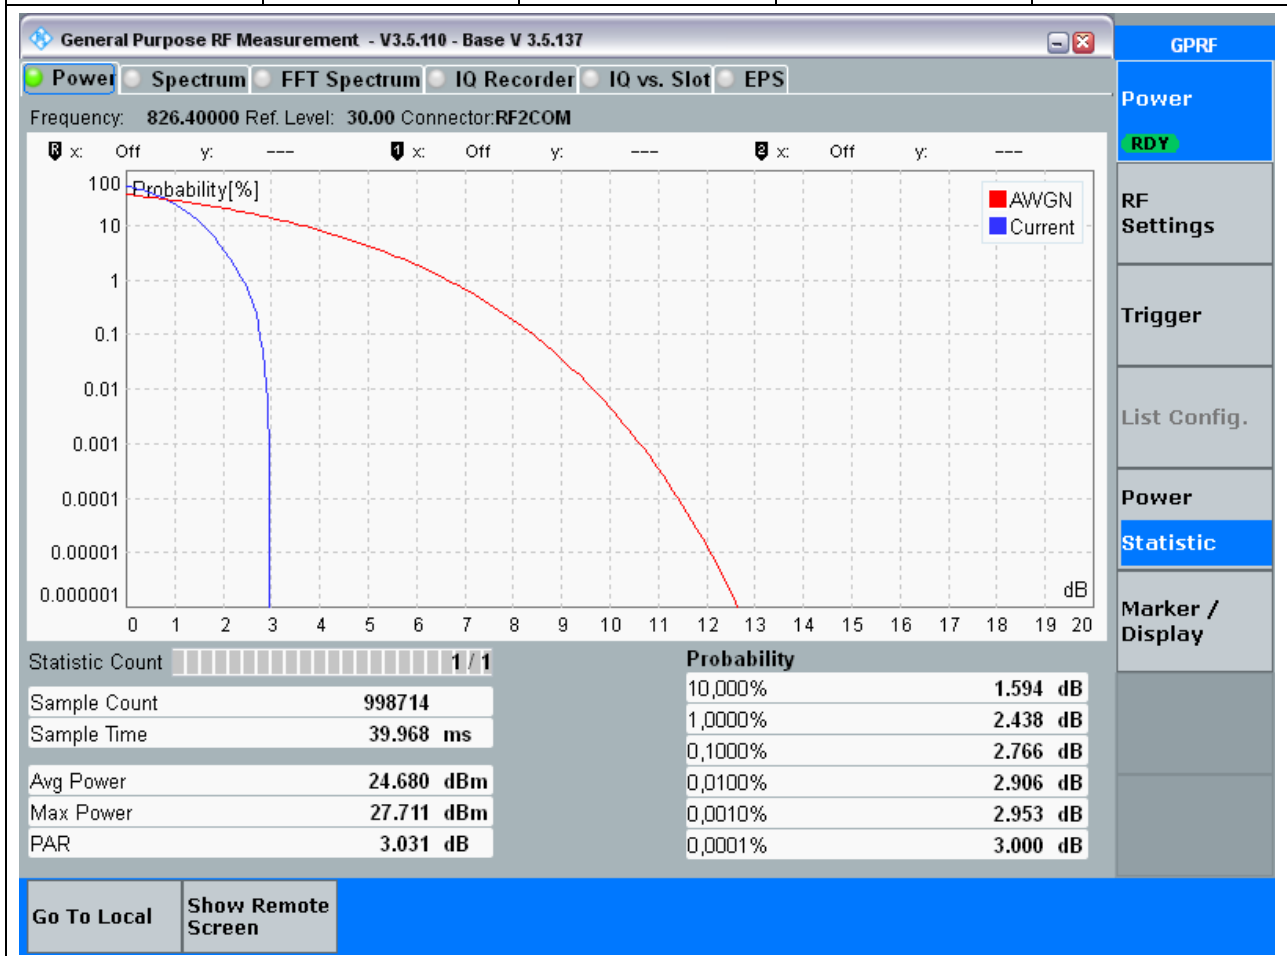 General Purpose RF Measurement - V3.5.110 - Base V 3.5.137
GPRF
Power Spectrum FFT Spectrum IQ Recorder IQ vs. Slot EPS
Power
RDY
Frequency: 826.40000 Ref. Level: 30.00 Connector:RF2COM
R x: Off y: --- 1 x: Off y: --- 2 x: Off y: ---
Probability[%]
AWGN
Current
100
10
1
0.1
0.01
0.001
0.0001
0.00001
0.000001
dB
0 1 2 3 4 5 6 7 8 9 10 11 12 13 14 15 16 17 18 19 20
RF
Settings
Trigger
List Config.
Power
Statistic
Marker /
Display
Statistic Count 1 / 1
Sample Count 998714
Sample Time 39.968 ms
Avg Power 24.680 dBm
Max Power 27.711 dBm
PAR 3.031 dB
Probability
10,000% 1.594 dB
1,0000% 2.438 dB
0,1000% 2.766 dB
0,0100% 2.906 dB
0,0010% 2.953 dB
0,0001% 3.000 dB
Go To Local
Show Remote
Screen